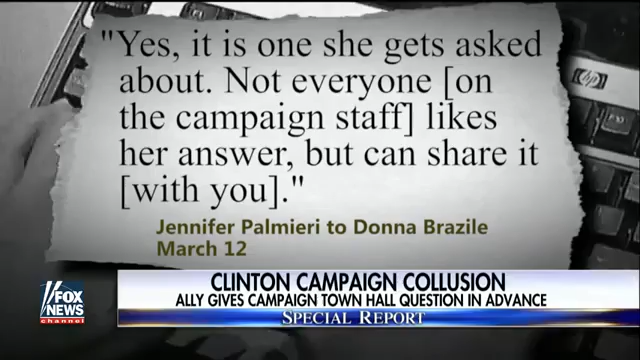 "Yes, it is one she gets asked
about. Not everyone [on
the campaign staff] likes
her answer, but can share it
[with you]."
Jennifer Palmieri to Donna Brazile
March 12
hp
CLINTON CAMPAIGN COLLUSION
ALLY GIVES CAMPAIGN TOWN HALL QUESTION IN ADVANCE
SPECIAL REPORT
FOX
NEWS
channel